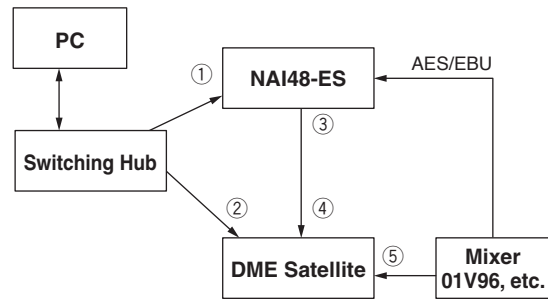 PC
①
NAI48-ES
AES/EBU
③
Switching Hub
②
④
DME Satellite
⑤
Mixer
01V96, etc.